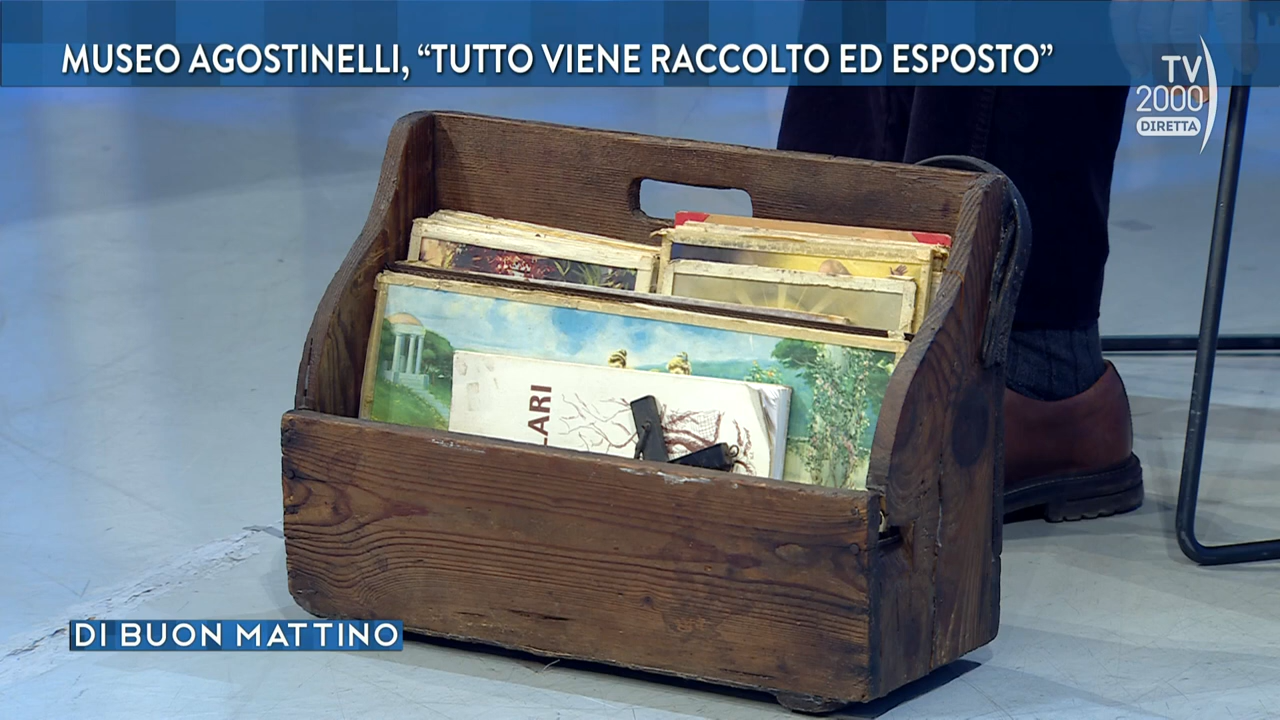 MUSEO AGOSTINELLI, “TUTTO VIENE RACCOLTO ED ESPOSTO”
TV
2000
DIRETTA
LARI
DI BUON MATTINO